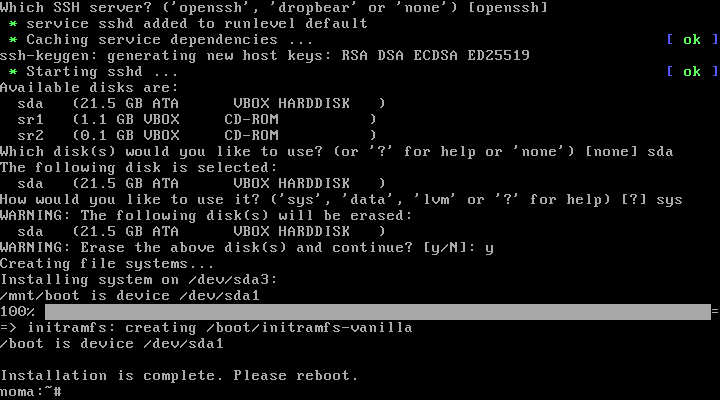 Which SSH server? ('openssh', 'dropbear' or 'none') [openssh]
 * service sshd added to runlevel default
 * Caching service dependencies ... [ ok ]
ssh-keygen: generating new host keys: RSA DSA ECDSA ED25519
 * Starting sshd ... [ ok ]
Available disks are:
  sda   (21.5 GB ATA      VBOX HARDDISK   )
  sr1   (1.1 GB VBOX     CD-ROM          )
  sr2   (0.1 GB VBOX     CD-ROM          )
Which disk(s) would you like to use? (or '?' for help or 'none') [none] sda
The following disk is selected:
  sda   (21.5 GB ATA      VBOX HARDDISK   )
How would you like to use it? ('sys', 'data', 'lvm' or '?' for help) [?] sys
WARNING: The following disk(s) will be erased:
  sda   (21.5 GB ATA      VBOX HARDDISK   )
WARNING: Erase the above disk(s) and continue? [y/N]: y
Creating file systems...
Installing system on /dev/sda3:
/mnt/boot is device /dev/sda1
100% =
=> initramfs: creating /boot/initramfs-vanilla
/boot is device /dev/sda1
Installation is complete. Please reboot.
noma:~#